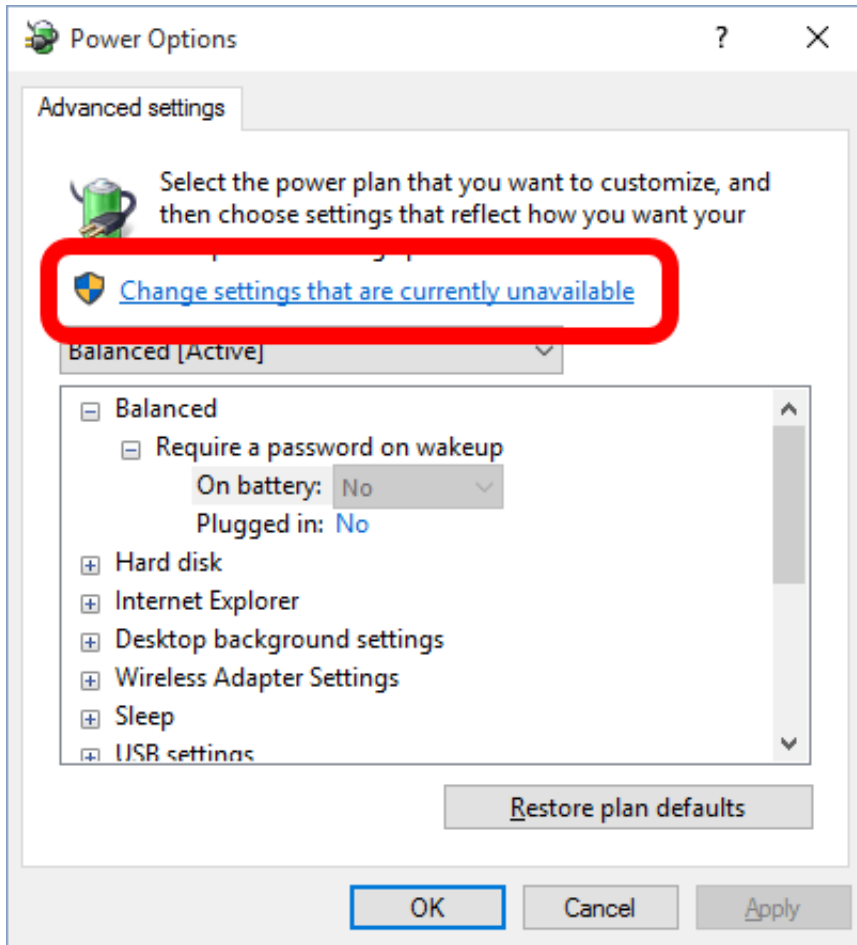 Power Options
?
Advanced settings
Select the power plan that you want to customize, and
then choose settings that reflect how you want your
Change settings that are currently unavailable
Balanced [Active]
Balanced
Require a password on wakeup
On battery: No
Plugged in: No
Hard disk
Internet Explorer
Desktop background settings
Wireless Adapter Settings
Sleep
USB settings
Restore plan defaults
OK Cancel Apply